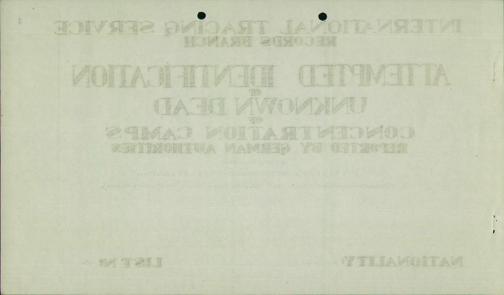 INTERNATIONAL TRACING SERVICE
RECORDS BRANCH
ATTEMPTED IDENTIFICATION
OF
UNKNOWN DEAD
OF
CONCENTRATION CAMPS
REPORTED BY GERMAN AUTHORITIES
NATIONALITY LIST №